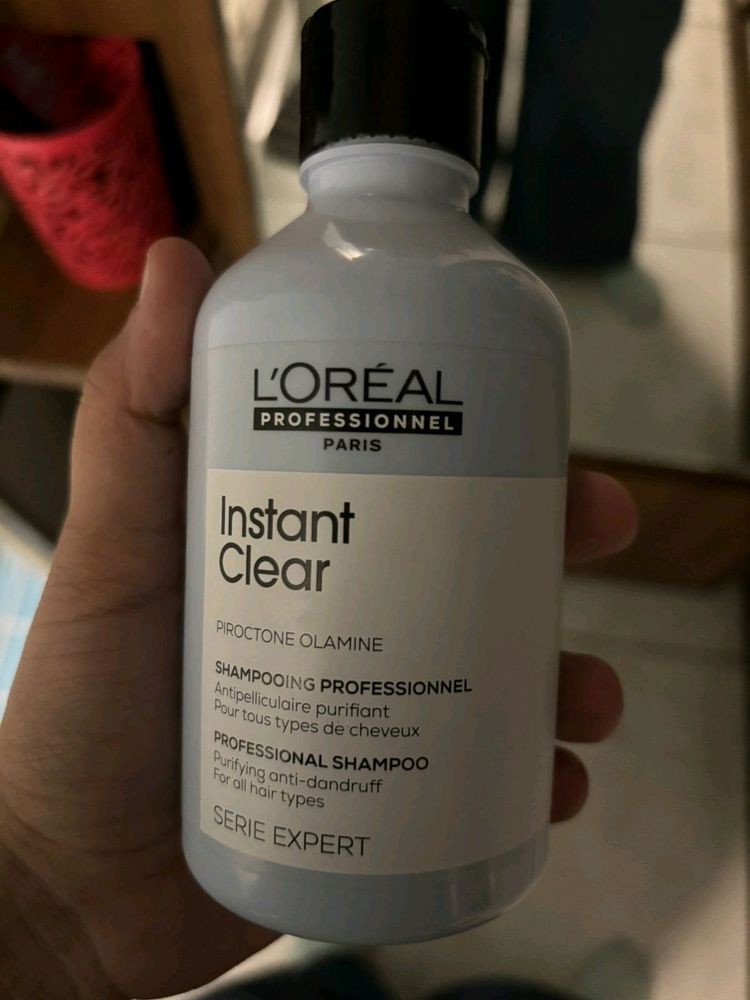 L'ORÉAL
PROFESSIONNEL
PARIS
Instant
Clear
PIROCTONE OLAMINE
SHAMPOOING PROFESSIONNEL
Antipelliculaire purifiant
Pour tous types de cheveux
PROFESSIONAL SHAMPOO
Purifying anti-dandruff
For all hair types
SERIE EXPERT